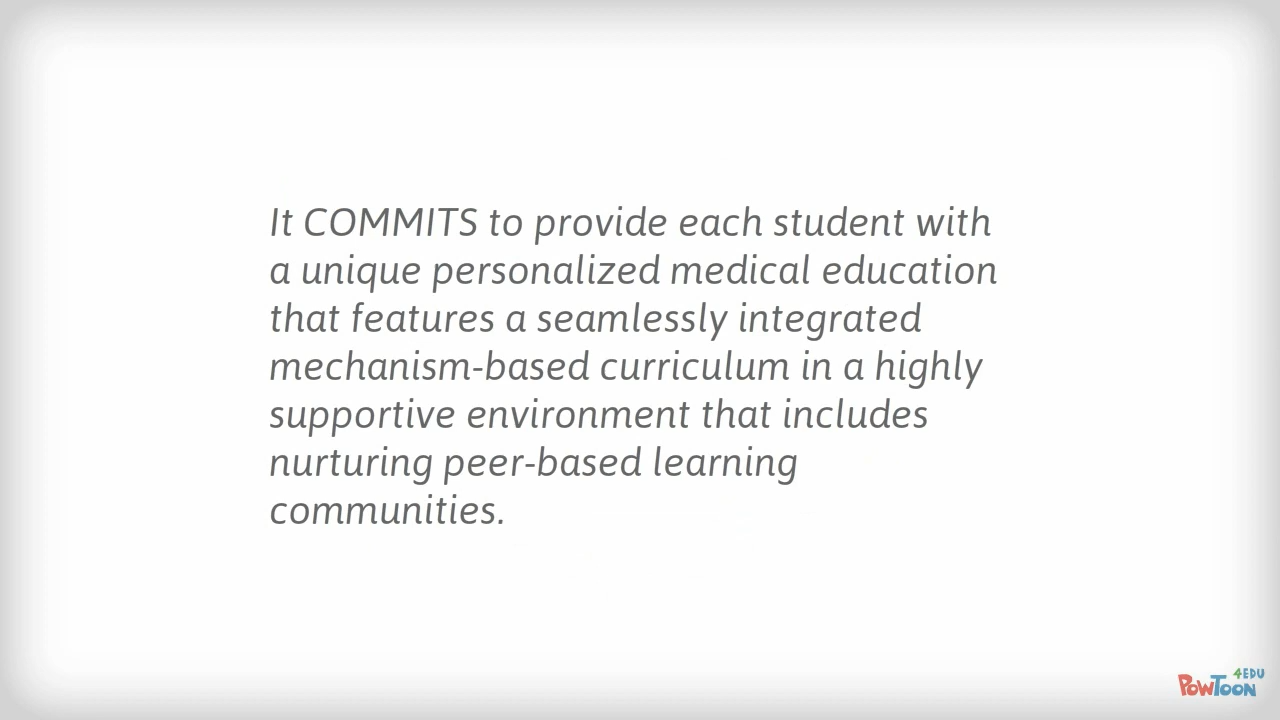 It COMMITS to provide each student with
a unique personalized medical education
that features a seamlessly integrated
mechanism-based curriculum in a highly
supportive environment that includes
nurturing peer-based learning
communities.
4EDU
POWTOON